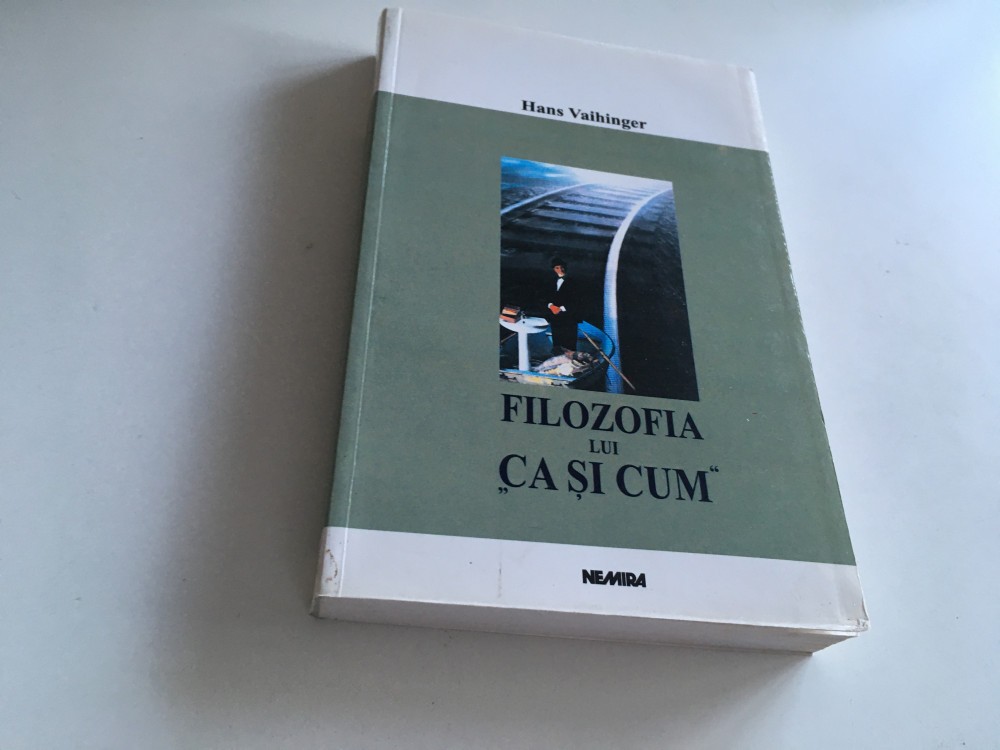 Hans Vaihinger
FILOZOFIA
LUI
„CA ȘI CUM“
NEMIRA